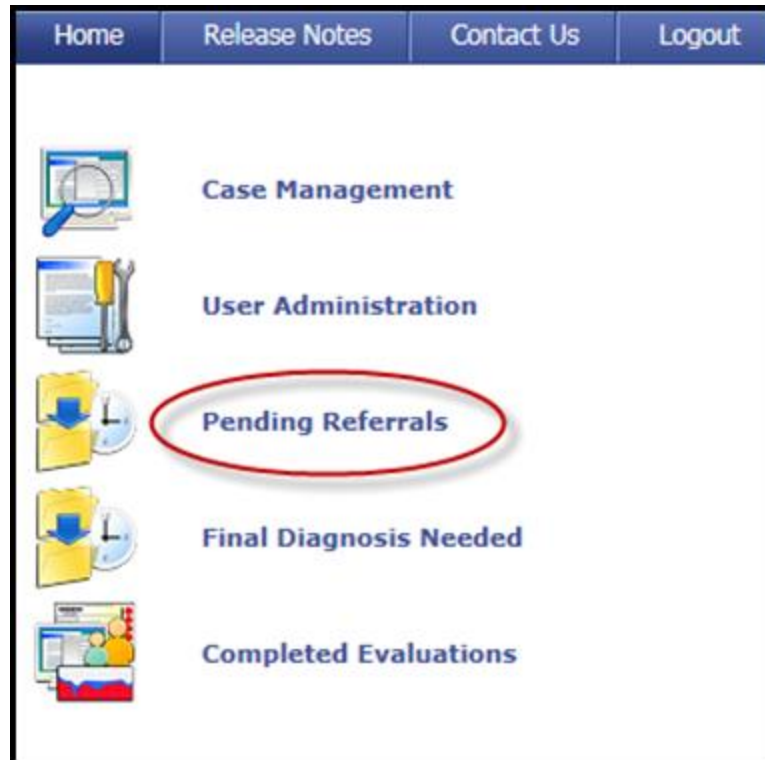 Home Release Notes Contact Us Logout
Case Management
User Administration
Pending Referrals
Final Diagnosis Needed
Completed Evaluations